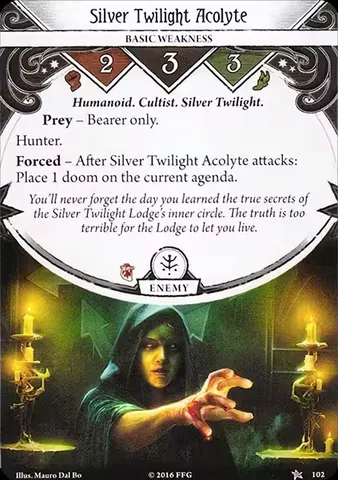 Silver Twilight Acolyte
BASIC WEAKNESS
2 3 3
Humanoid. Cultist. Silver Twilight.
Prey – Bearer only.
Hunter.
Forced – After Silver Twilight Acolyte attacks:
Place 1 doom on the current agenda.
You'll never forget the day you learned the true secrets of
the Silver Twilight Lodge's inner circle. The truth is too
terrible for the Lodge to let you live.
ENEMY
Illus. Mauro Dal Bo © 2016 FFG 102